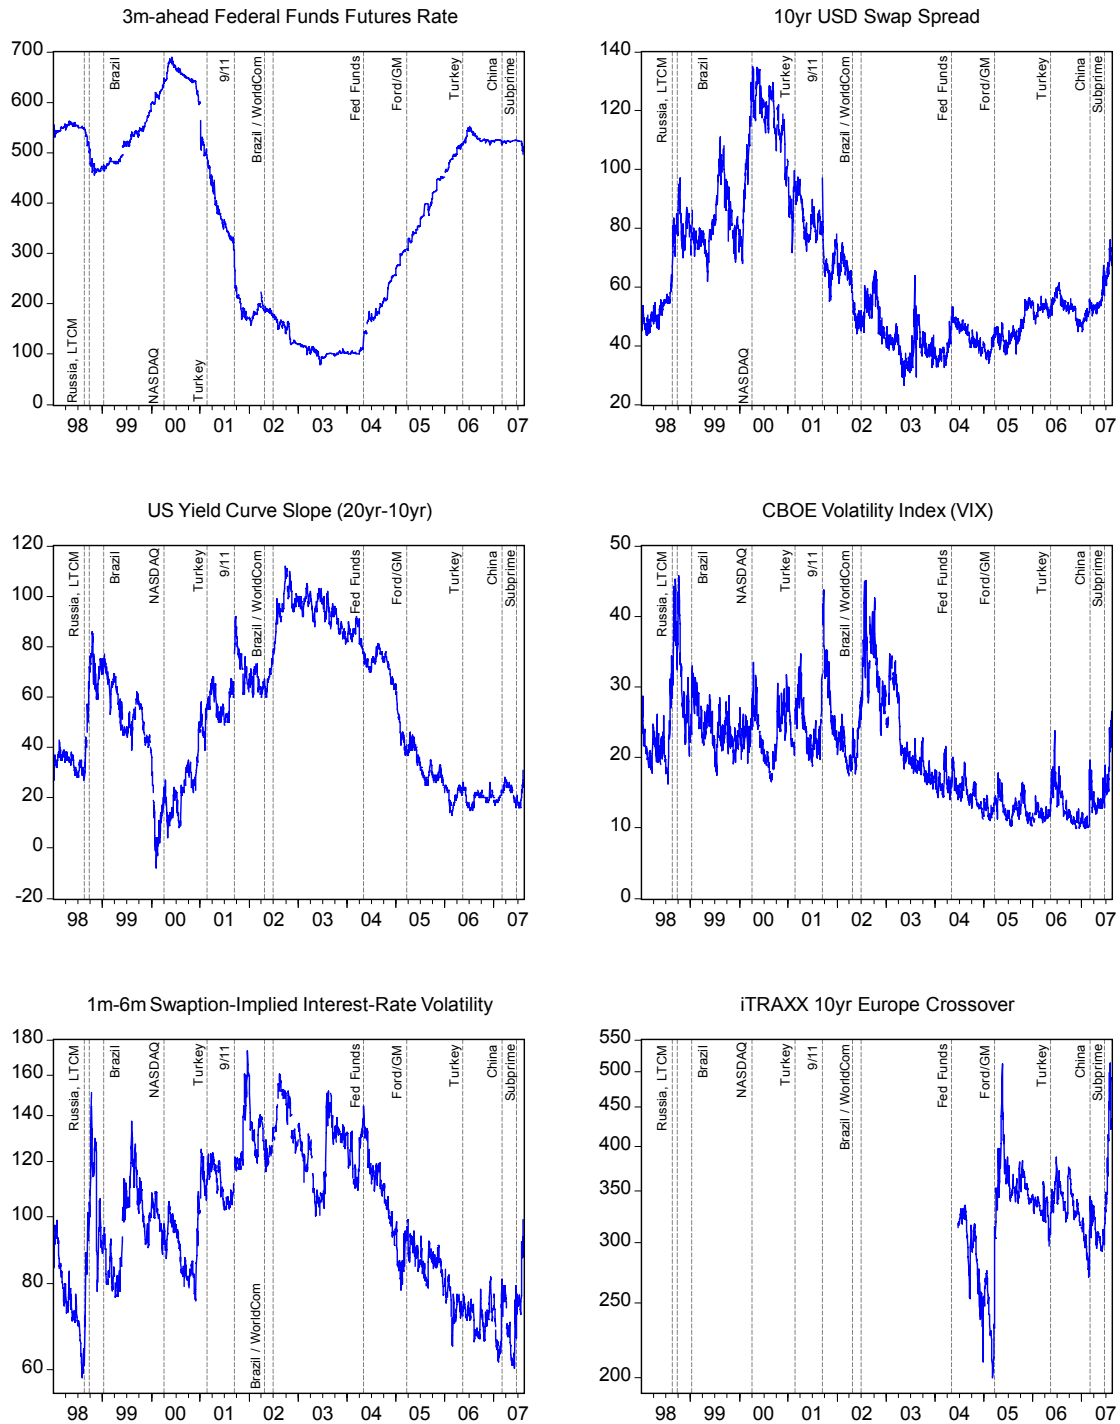 3m-ahead Federal Funds Futures Rate
700
600
500
400
300
200
100
0
Russia, LTCM
Brazil
NASDAQ
Turkey
9/11
Brazil / WorldCom
Fed Funds
Ford/GM
Turkey
China
Subprime
98 99 00 01 02 03 04 05 06 07
10yr USD Swap Spread
140
120
100
80
60
40
20
Russia, LTCM
Brazil
NASDAQ
Turkey
9/11
Brazil / WorldCom
Fed Funds
Ford/GM
Turkey
China
Subprime
98 99 00 01 02 03 04 05 06 07
US Yield Curve Slope (20yr-10yr)
120
100
80
60
40
20
0
-20
Russia, LTCM
Brazil
NASDAQ
Turkey
9/11
Brazil / WorldCom
Fed Funds
Ford/GM
Turkey
China
Subprime
98 99 00 01 02 03 04 05 06 07
CBOE Volatility Index (VIX)
50
40
30
20
10
0
Russia, LTCM
Brazil
NASDAQ
Turkey
9/11
Brazil / WorldCom
Fed Funds
Ford/GM
Turkey
China
Subprime
98 99 00 01 02 03 04 05 06 07
1m-6m Swaption-Implied Interest-Rate Volatility
180
160
140
120
100
80
60
Russia, LTCM
Brazil
NASDAQ
Turkey
9/11
Brazil / WorldCom
Fed Funds
Ford/GM
Turkey
China
Subprime
98 99 00 01 02 03 04 05 06 07
iTRAXX 10yr Europe Crossover
550
500
450
400
350
300
250
200
Russia, LTCM
Brazil
NASDAQ
Turkey
9/11
Brazil / WorldCom
Fed Funds
Ford/GM
Turkey
China
Subprime
98 99 00 01 02 03 04 05 06 07